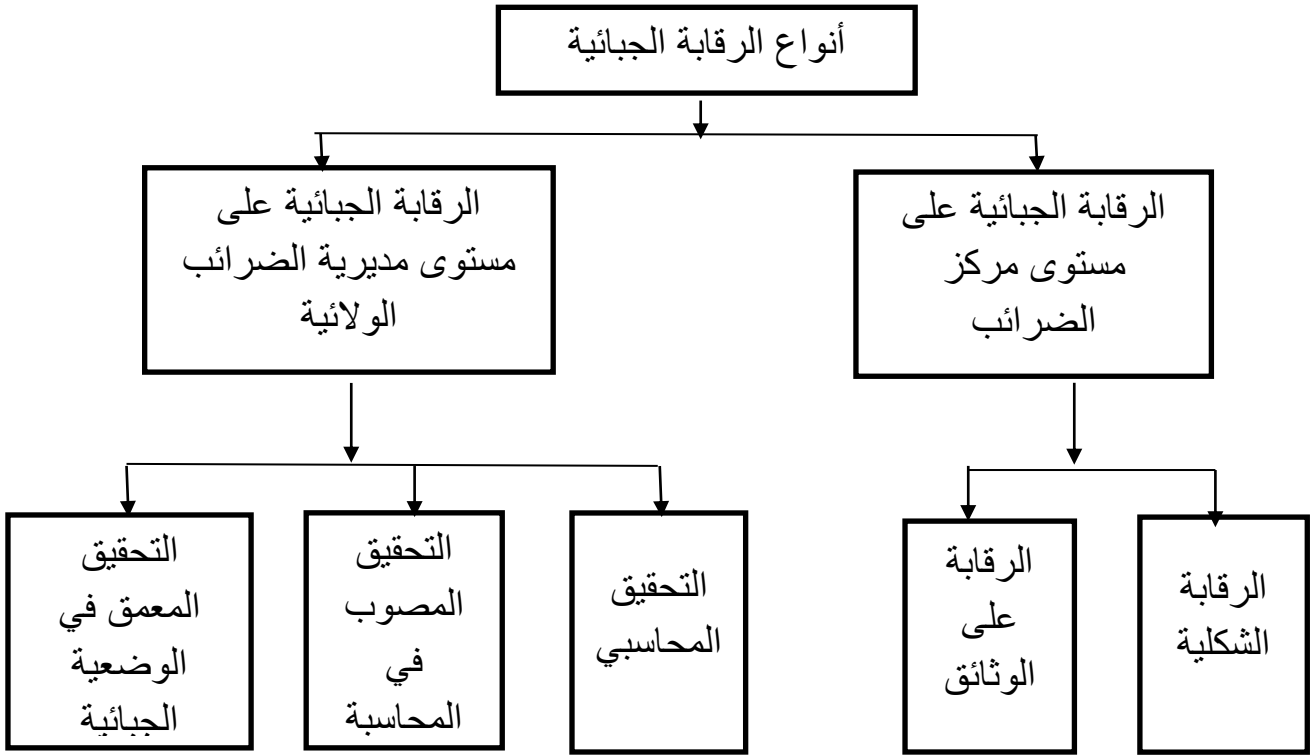 أنواع الرقابة الجبائية
الرقابة الجبائية على
مستوى مركز
الضرائب
الرقابة الجبائية على
مستوى مديرية الضرائب
الولائية
الرقابة
الشكلية
الرقابة
على
الوثائق
التحقيق
المحاسبي
التحقيق
المصوب
في
المحاسبة
التحقيق
المعمق في
الوضعية
الجبائية